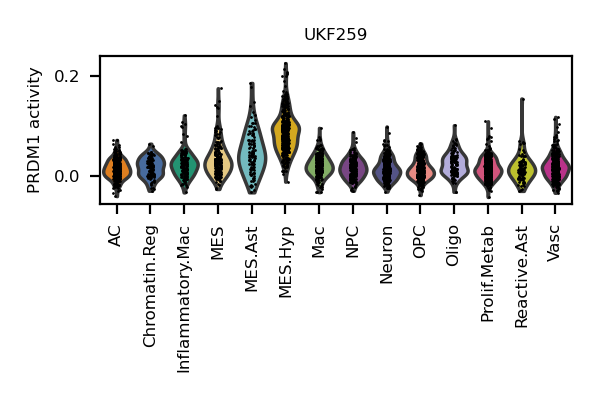 UKF259
PRDM1 activity
0.2
0.0
AC
Chromatin.Reg
Inflammatory.Mac
MES
MES.Ast
MES.Hyp
Mac
NPC
Neuron
OPC
Oligo
Prolif.Metab
Reactive.Ast
Vasc